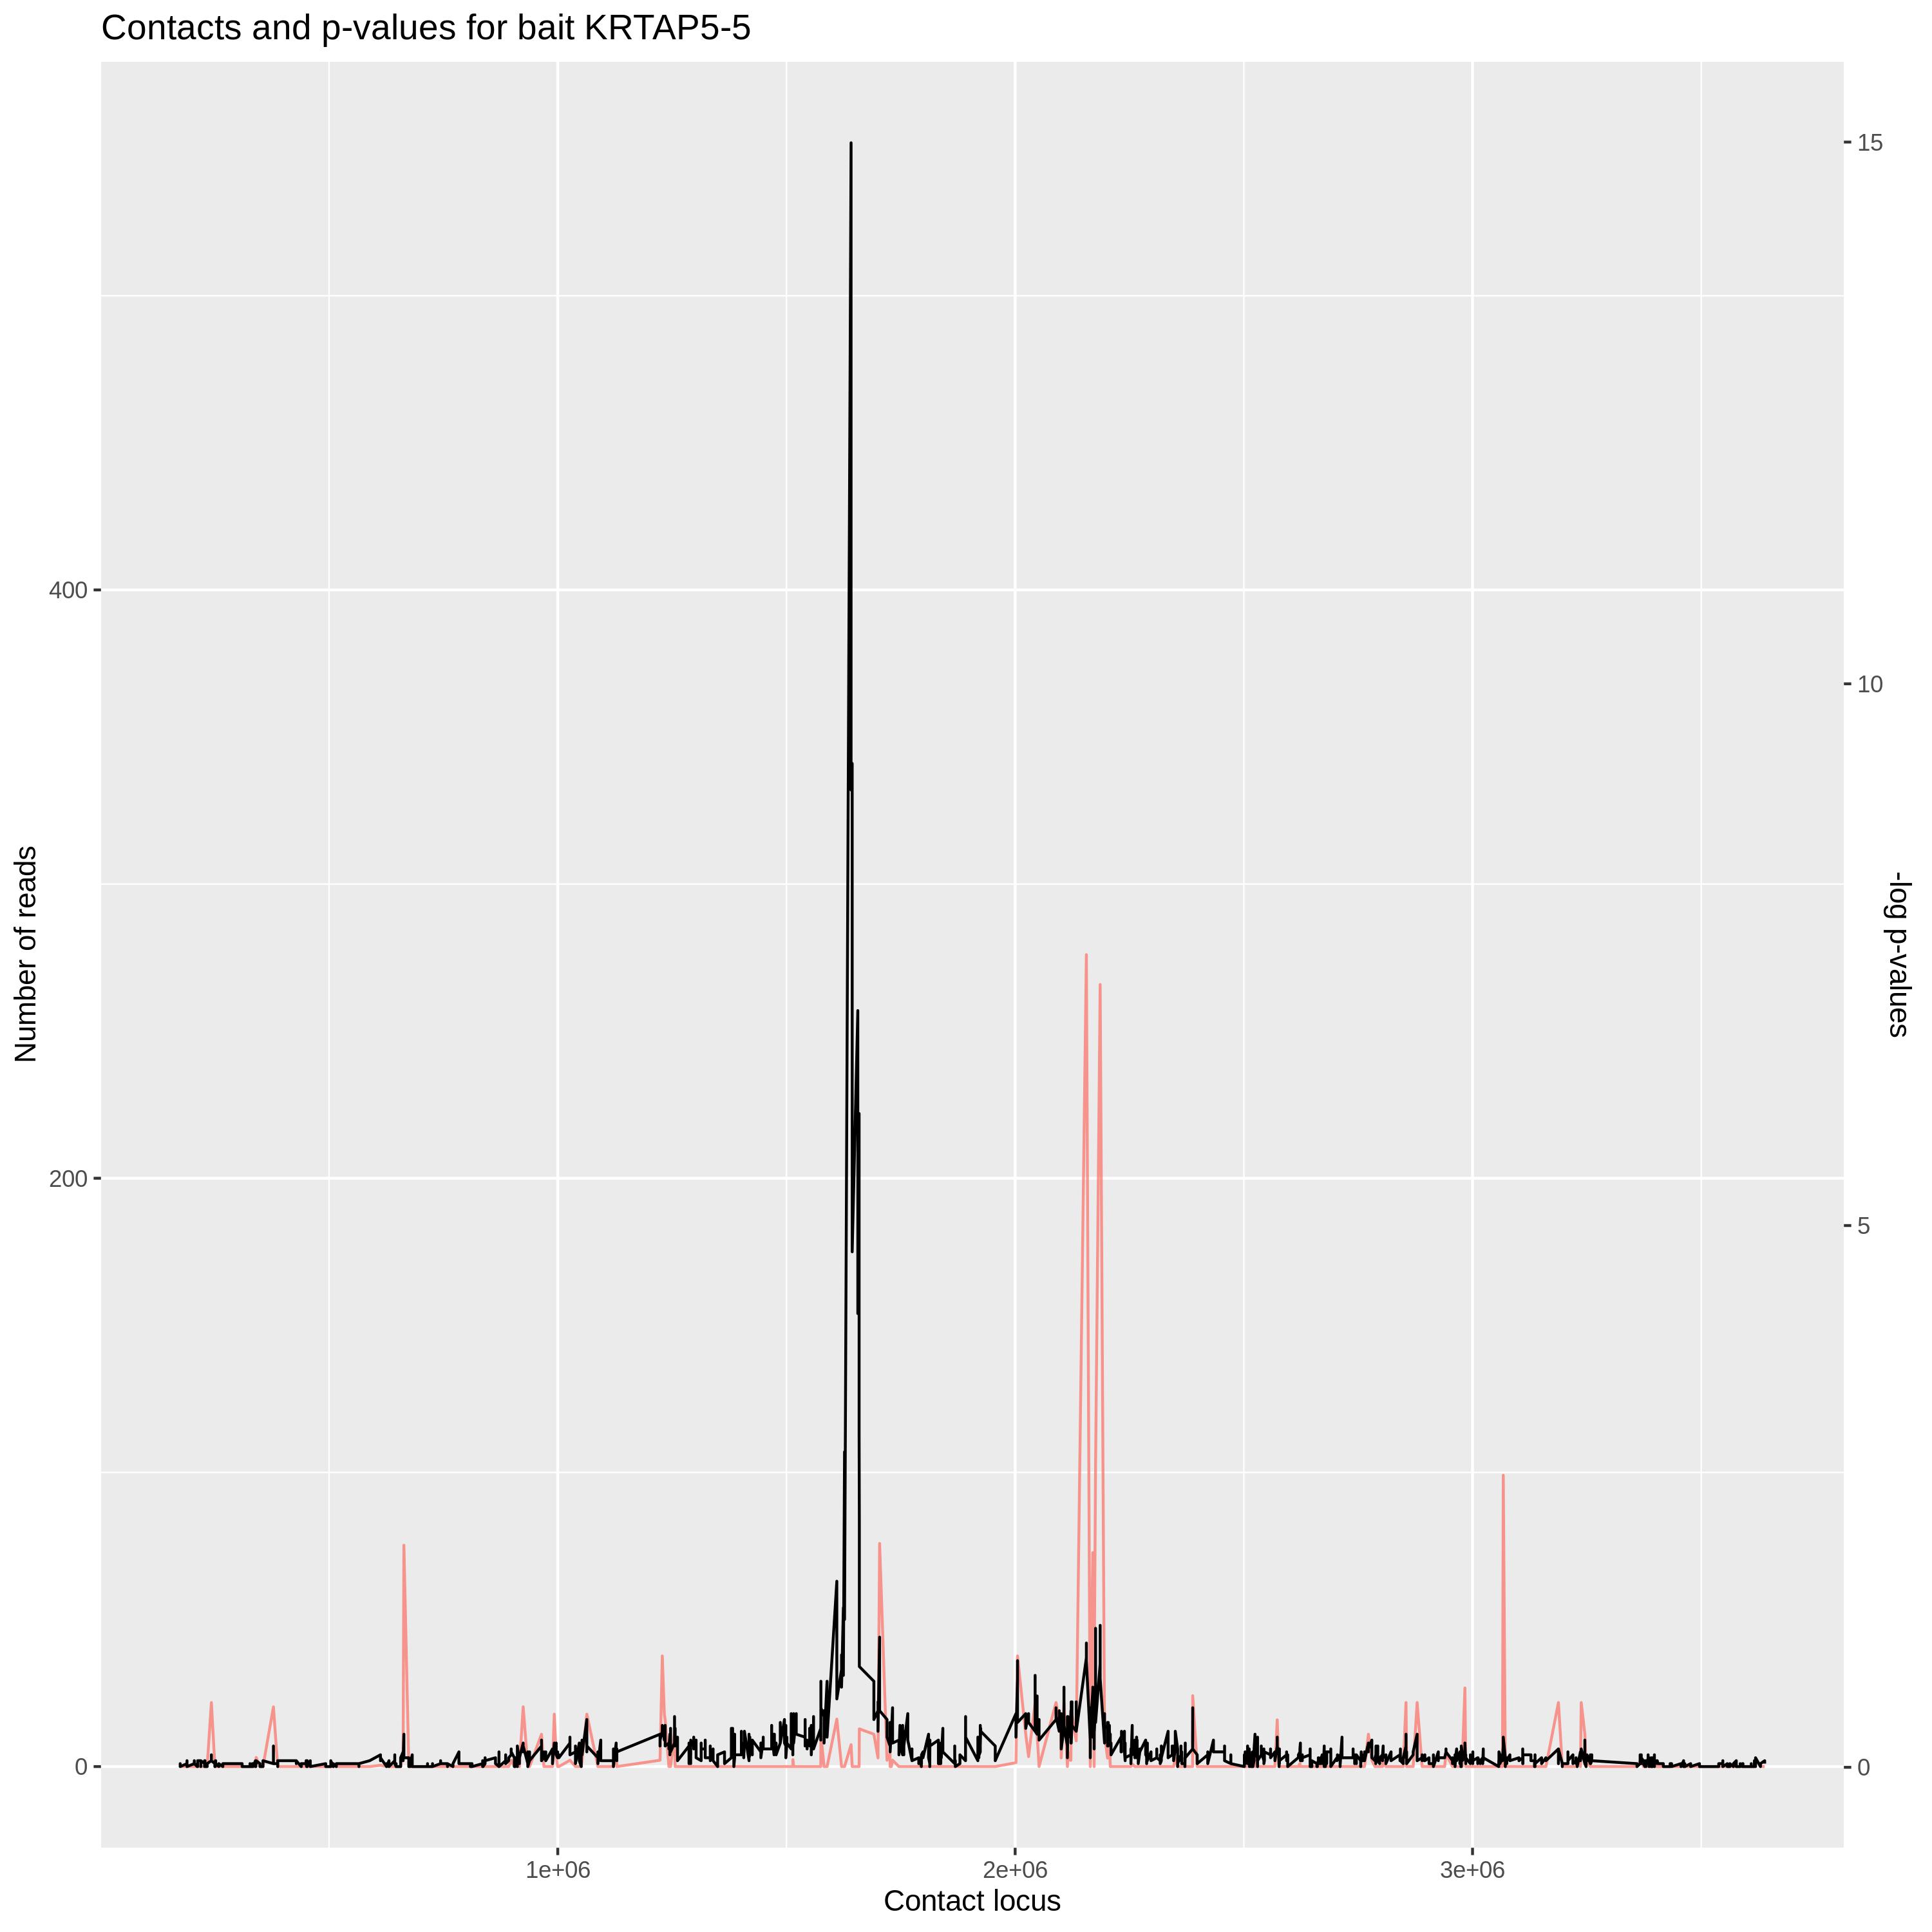 Contacts and p-values for bait KRTAP5-5
Number of reads
400
200
0
15
10
5
0
-log p-values
1e+06
2e+06
3e+06
Contact locus